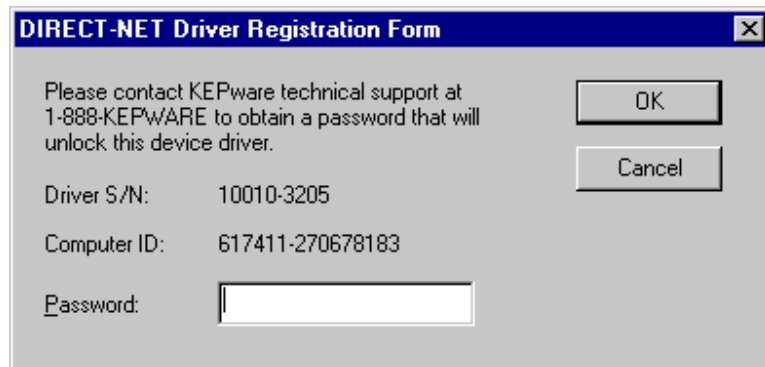 DIRECT-NET Driver Registration Form
Please contact KEPware technical support at
1-888-KEPWARE to obtain a password that will
unlock this device driver.
OK
Cancel
Driver S/N: 10010-3205
Computer ID: 617411-270678183
Password: